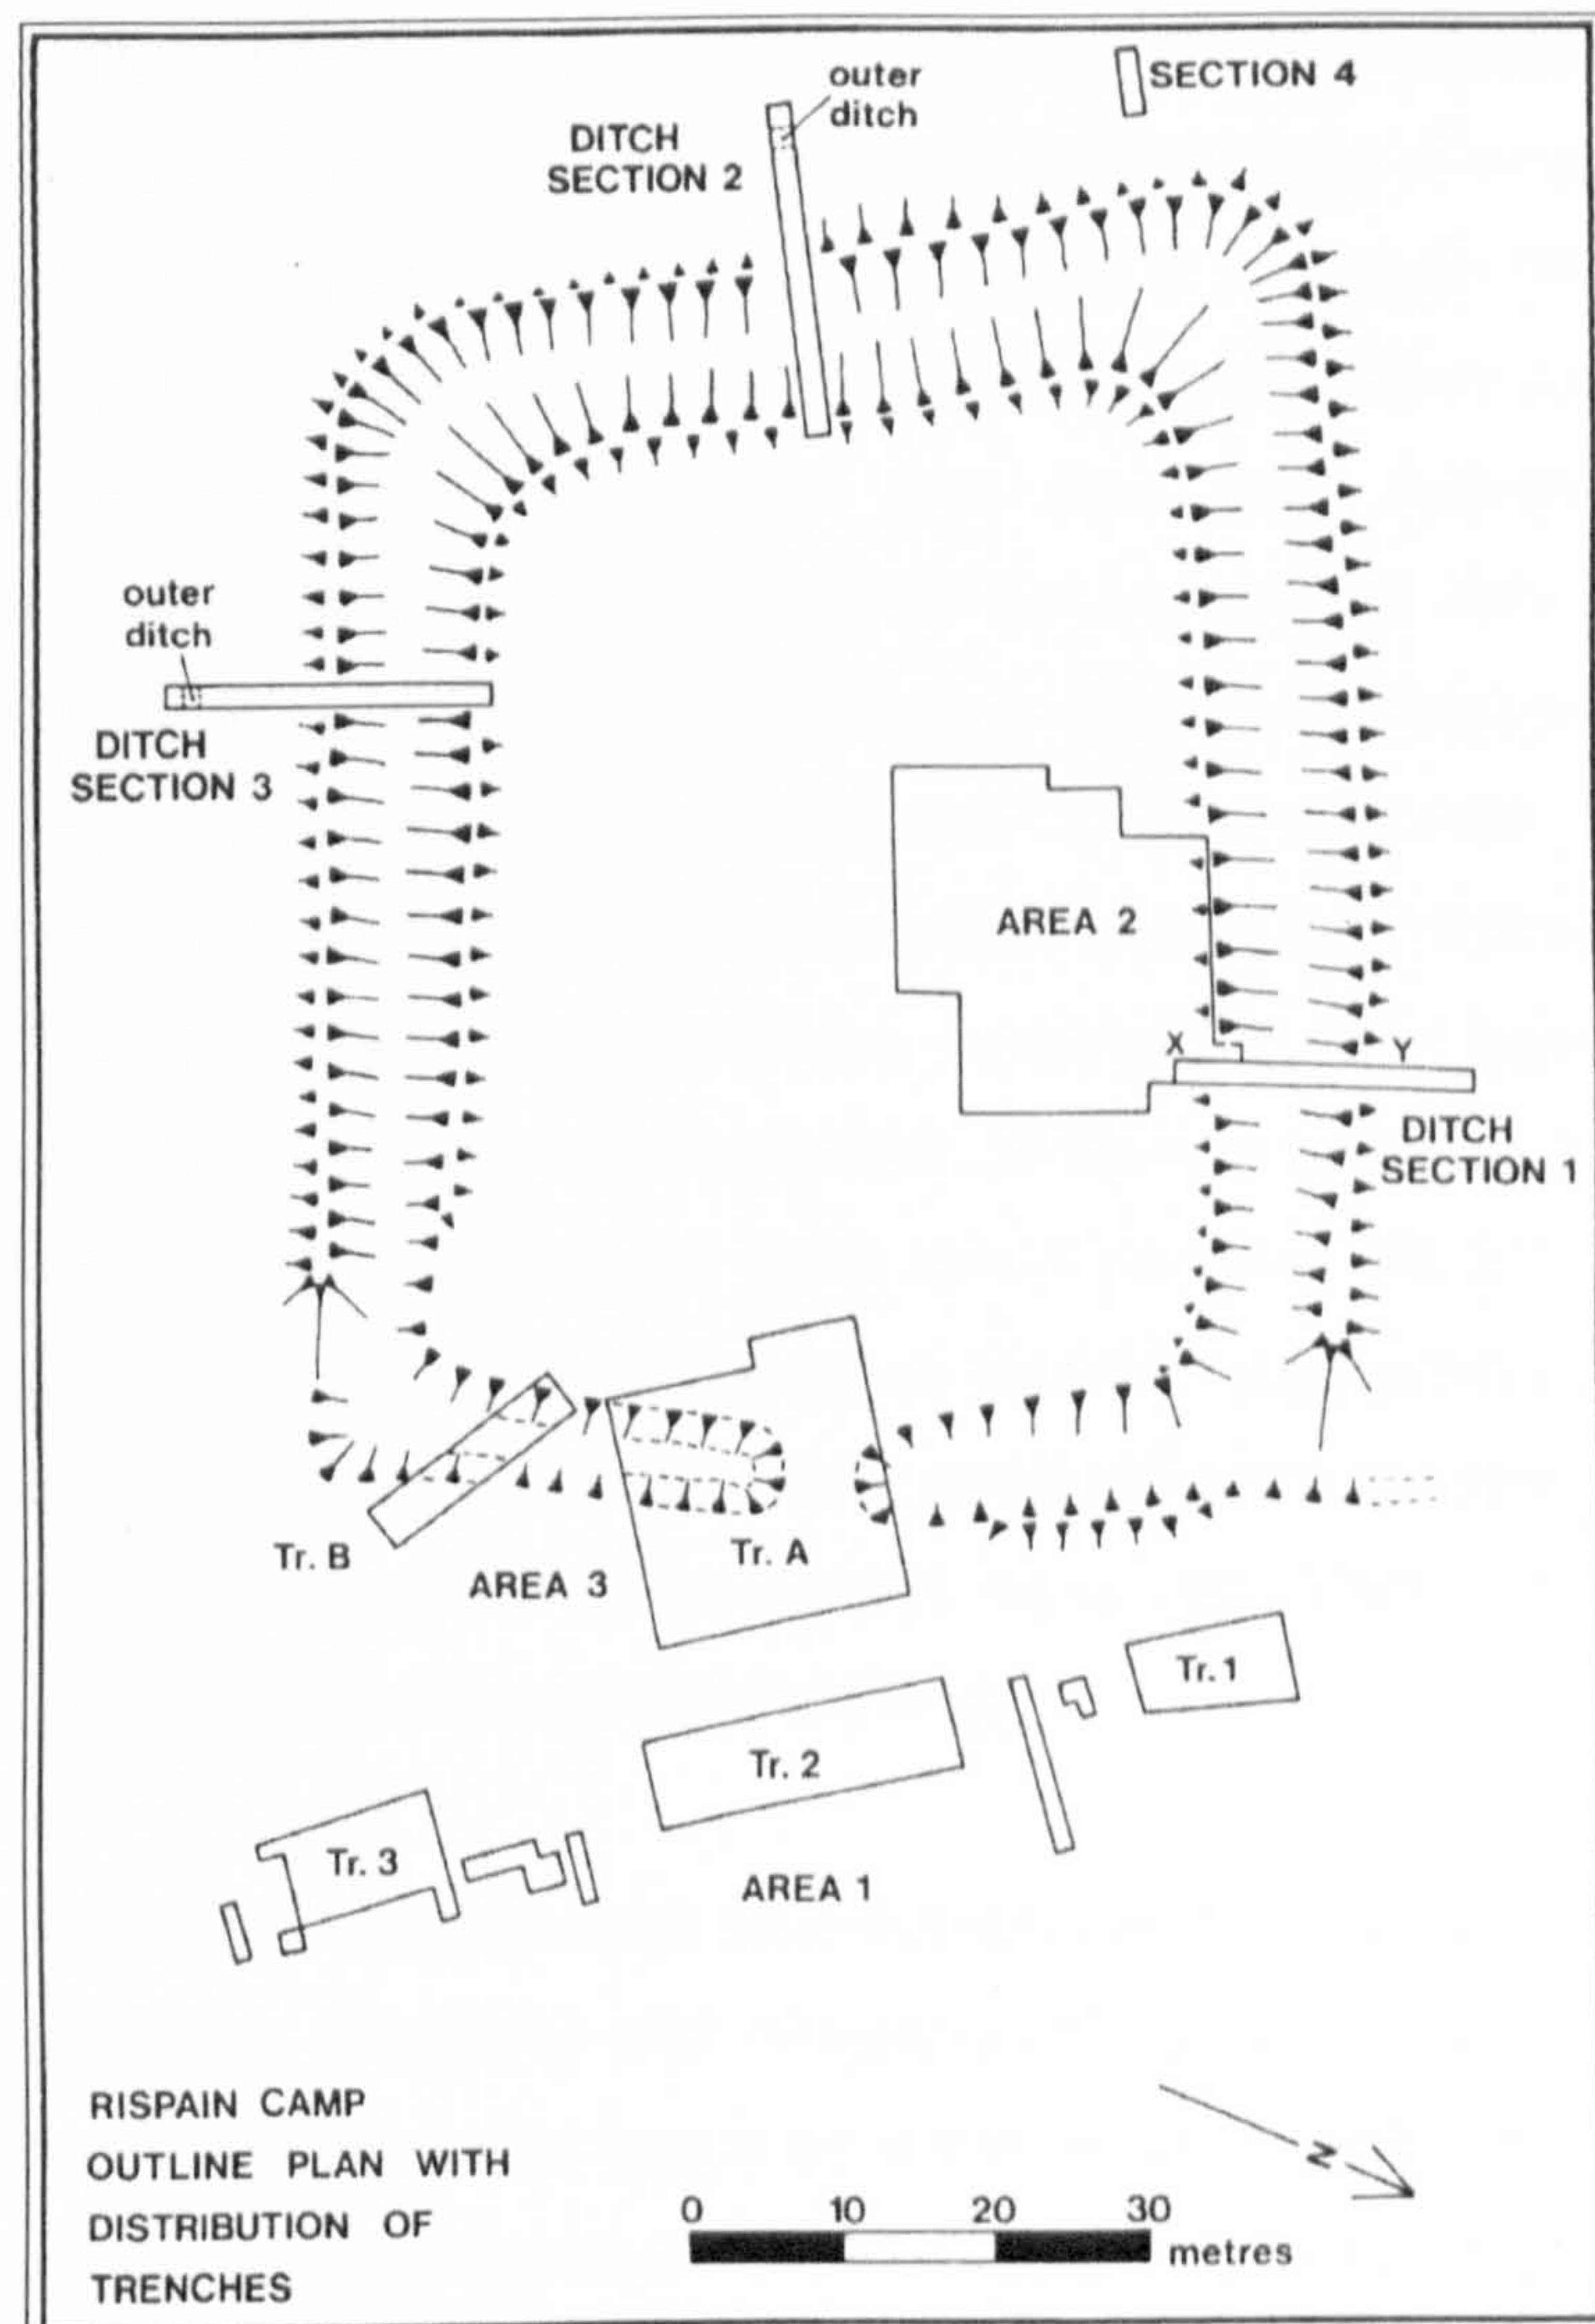 outer
ditch
SECTION 4
DITCH
SECTION 2
outer
ditch
DITCH
SECTION 3
AREA 2
X
Y
DITCH
SECTION 1
Tr. B
Tr. A
AREA 3
Tr. 1
Tr. 2
Tr. 3
AREA 1
RISPAIN CAMP
OUTLINE PLAN WITH
DISTRIBUTION OF
TRENCHES
N
0 10 20 30
metres